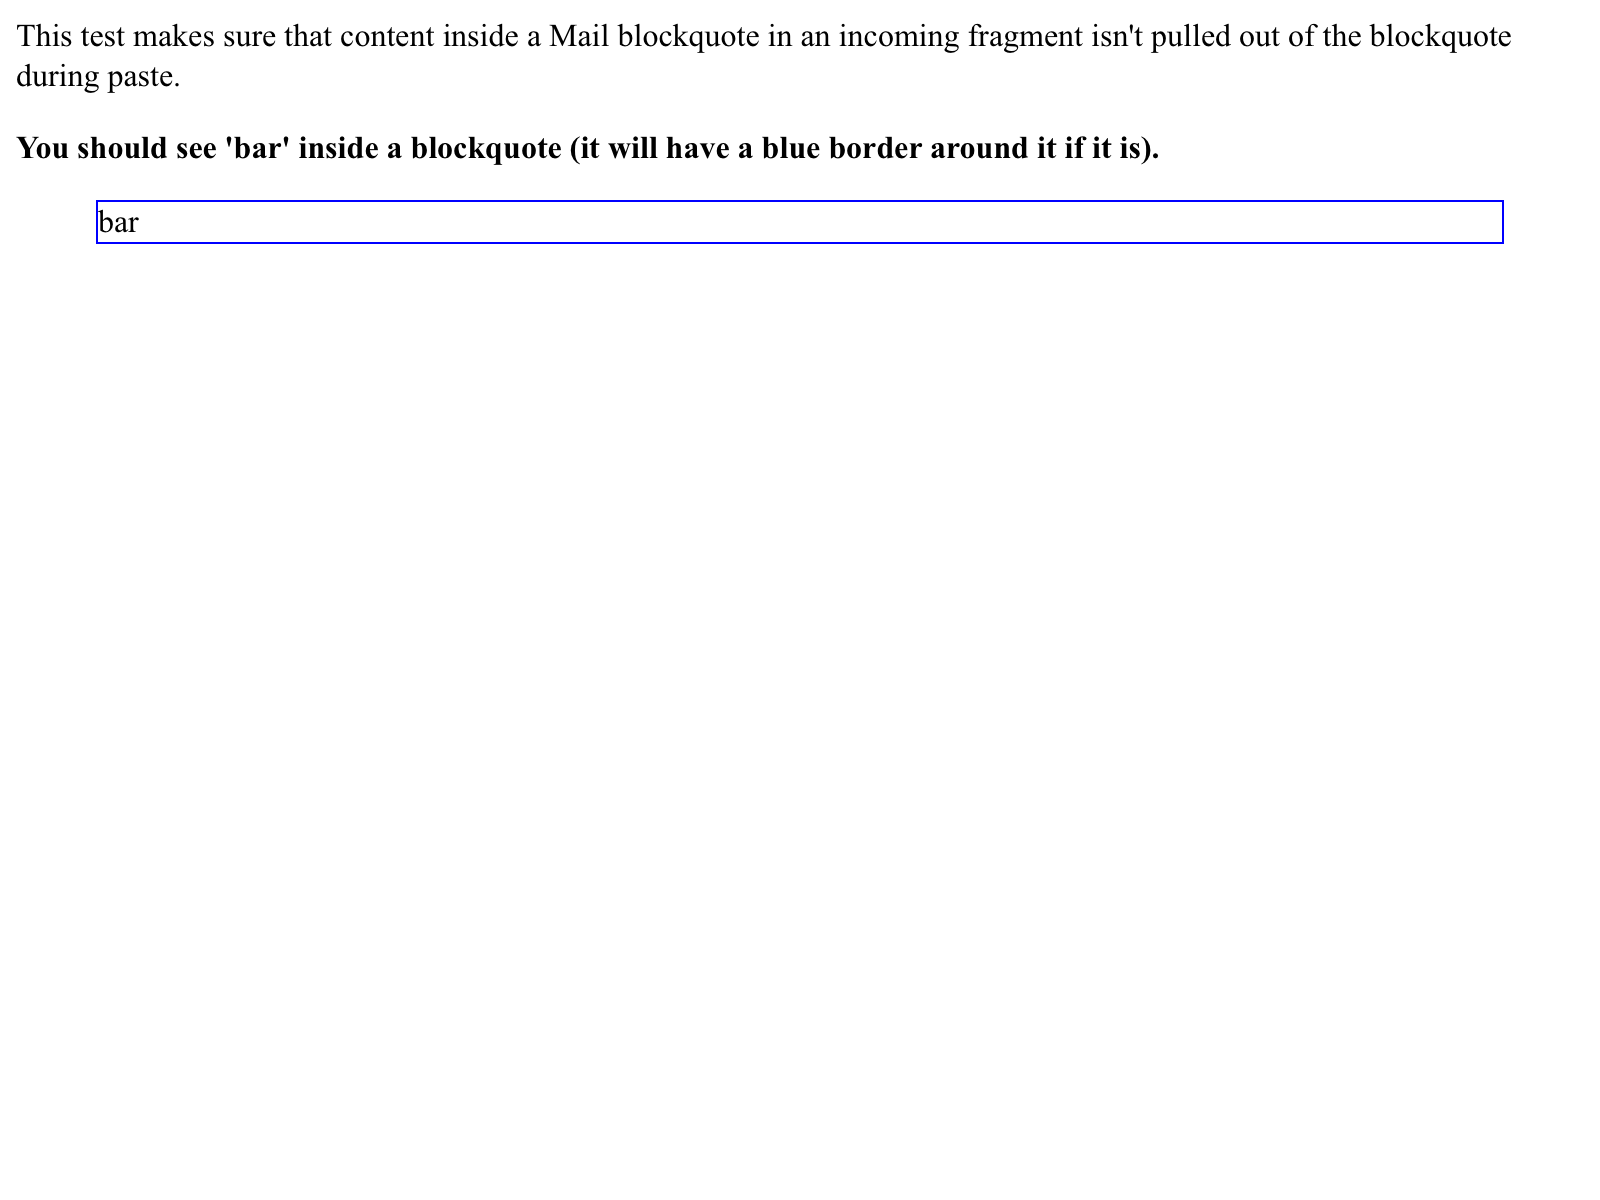 This test makes sure that content inside a Mail blockquote in an incoming fragment isn't pulled out of the blockquote
during paste.
You should see 'bar' inside a blockquote (it will have a blue border around it if it is).
bar